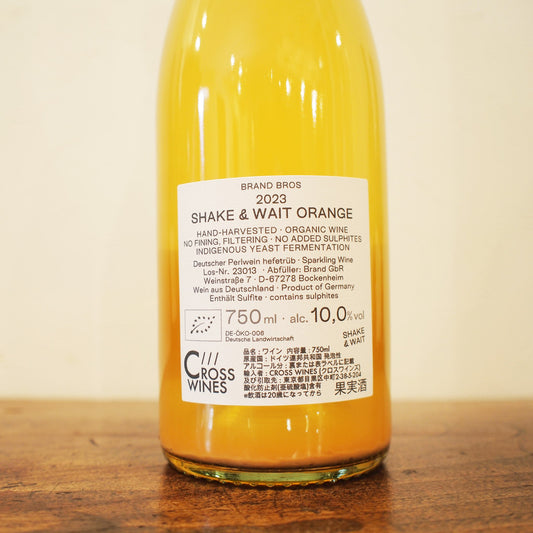 BRAND BROS
2023
SHAKE & WAIT ORANGE
HAND-HARVESTED · ORGANIC WINE
NO FINING, FILTERING · NO ADDED SULPHITES
INDIGENOUS YEAST FERMENTATION
Deutscher Perlwein hefetrüb · Sparkling Wine
Los-Nr. 23013 · Abfüller: Brand GbR
Weinstraße 7 · D-67278 Bockenheim
Wein aus Deutschland · Product of Germany
Enthält Sulfite · contains sulphites
750 ml · alc. 10,0% vol
DE-ÖKO-006
Deutsche Landwirtschaft
SHAKE
& WAIT
CROSS
WINES
品名：ワイン 内容量：750ml
原産国：ドイツ連邦共和国 発泡性
アルコール分：裏または表ラベルに記載
輸入者：CROSS WINES (クロスワインズ)
及び引取先：東京都目黒区中町2-38-5-204
酸化防止剤(亜硫酸塩)含有
※飲酒は20歳になってから
果実酒